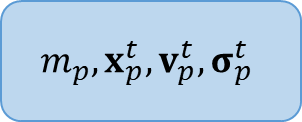 m_p, 𝐱_p^t, 𝐯_p^t, 𝛔_p^t